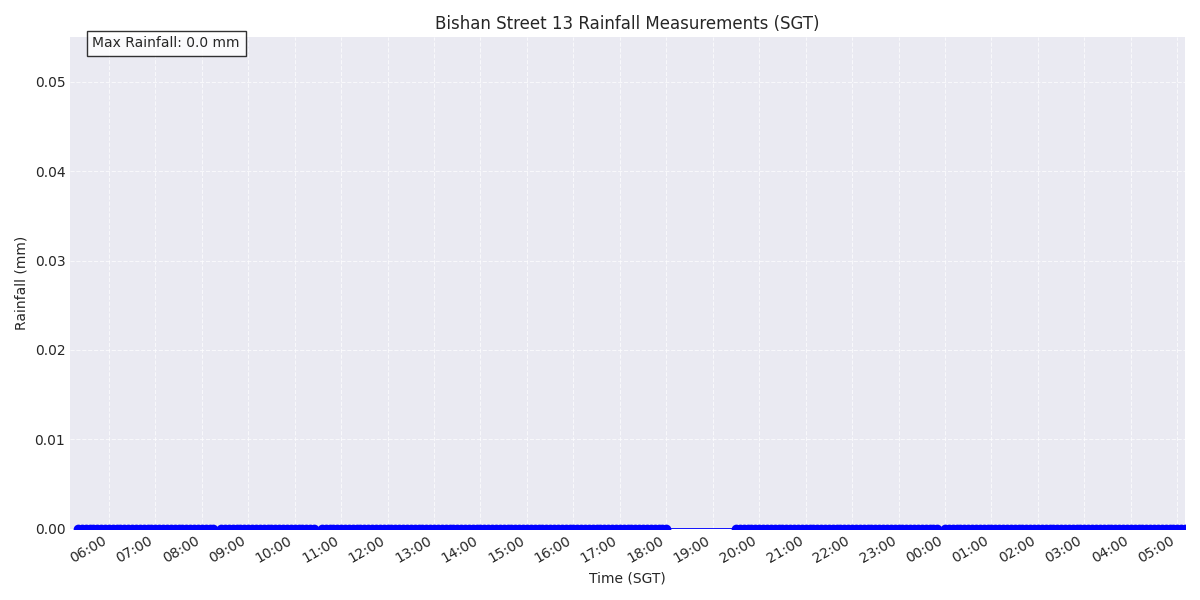 Bishan Street 13 Rainfall Measurements (SGT)
Max Rainfall: 0.0 mm
0.05
0.04
0.03
0.02
0.01
0.00
Rainfall (mm)
06:00 07:00 08:00 09:00 10:00 11:00 12:00 13:00 14:00 15:00 16:00 17:00 18:00 19:00 20:00 21:00 22:00 23:00 00:00 01:00 02:00 03:00 04:00 05:00
Time (SGT)